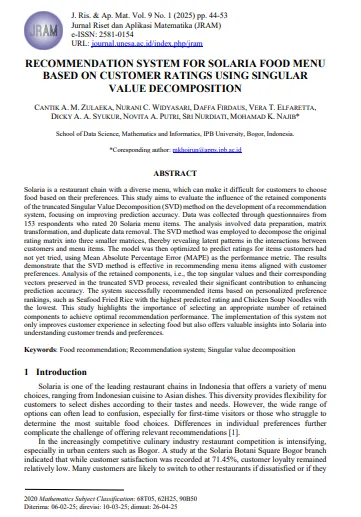 J. Ris. & Ap. Mat. Vol. 9 No. 1 (2025) pp. 44-53
Jurnal Riset dan Aplikasi Matematika (JRAM)
e-ISSN: 2581-0154
URL: journal.unesa.ac.id/index.php/jram
JRAM
RECOMMENDATION SYSTEM FOR SOLARIA FOOD MENU
BASED ON CUSTOMER RATINGS USING SINGULAR
VALUE DECOMPOSITION
CANTIK A. M. ZULAEKA, NURANI C. WIDYASARI, DAFFA FIRDAUS, VERA T. ELFARETTA,
DICKY A. A. SYUKUR, NOVITA A. PUTRI, SRI NURDIATI, MOHAMAD K. NAJIB*
School of Data Science, Mathematics and Informatics, IPB University, Bogor, Indonesia.
*Coresponding author: mkhoirun@apps.ipb.ac.id
ABSTRACT
Solaria is a restaurant with a diverse menu, which can make it difficult for customers to choose
food based on their preferences. This study aims to evaluate the influence of the retained components
of the truncated Singular Value Decomposition (SVD) method on the development of a recommendation
system, focusing on improving prediction accuracy. Data was collected through questionnaires from
153 respondents who rated 20 Solaria menu items. The analysis involved data preparation, matrix
transformation, and duplicate data removal. The SVD method was employed to decompose the original
rating matrix into three smaller matrices, thereby revealing latent patterns in the interactions between
customers and menu items. The model was then optimized to predict ratings for items customers had
not yet tried, using Mean Absolute Percentage Error (MAPE) as the performance metric. The results
demonstrate that the SVD method is effective in recommending menu items aligned with customer
preferences. Analysis of the retained components, i.e., the top singular values and their corresponding
vectors preserved in the truncated SVD process, revealed their significant contribution to enhancing
prediction accuracy. The system successfully recommended items based on personalized preference
rankings, such as Seafood Fried Rice with the highest predicted rating and Chicken Soup Noodles with
the lowest. This study highlights the importance of selecting an appropriate number of retained
components to achieve optimal recommendation performance. The implementation of this system not
only improves customer experience in selecting food but also offers valuable insights into Solaria into
understanding customer trends and preferences.
Keywords: Food recommendation; Recommendation system; Singular value decomposition
1 Introduction
Solaria is one of the leading restaurant chains in Indonesia that offers a variety of menu
choices, ranging from Indonesian cuisine to Asian dishes. This diversity provides flexibility for
customers to select dishes according to their tastes and needs. However, the wide range of
options can often lead to confusion, especially for first-time visitors or those who struggle to
determine the most suitable food choices. Differences in individual preferences further
complicate the challenge of offering relevant recommendations [1].
In the increasingly competitive culinary industry restaurant competition is intensifying,
especially in urban centers such as Bogor. A study at the Solaria Botani Square Bogor branch
indicated that while customer satisfaction was recorded at 71.45%, customer loyalty remained
relatively low. Many customers are likely to switch to other restaurants if dissatisfied or if they
2020 Mathematics Subject Classification: 68T05, 62H25, 90B50
Diterima: 06-02-25; direvisi: 10-03-25; dimuat: 26-04-25